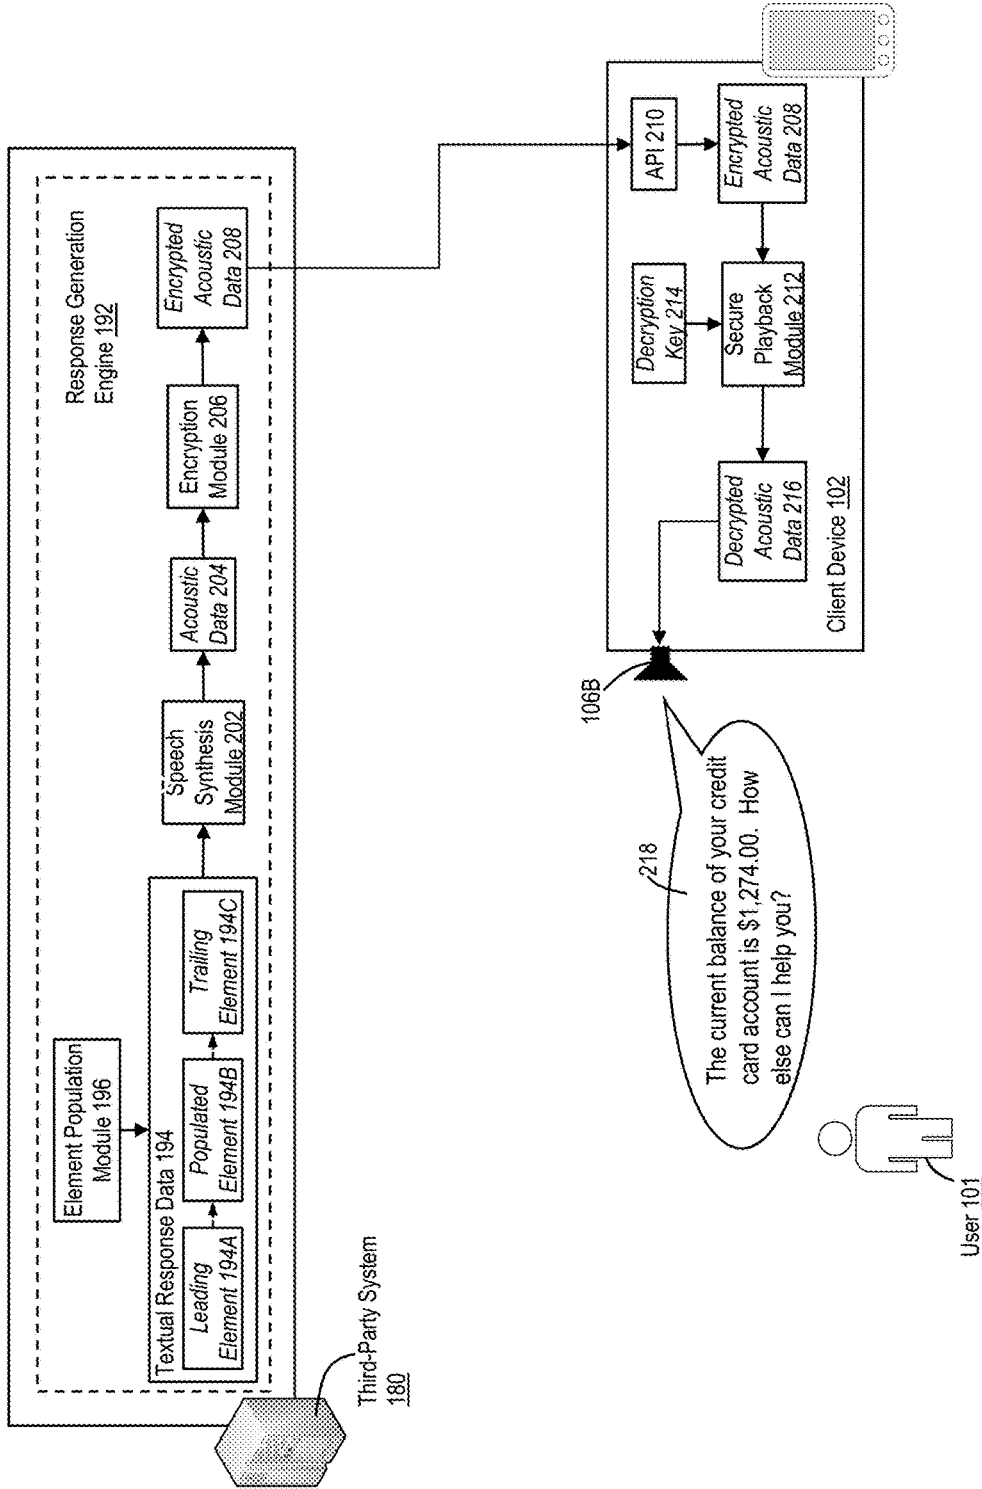 Response Generation
Engine 192
Element Population
Module 196
Textual Response Data 194
Leading
Element 194A
Populated
Element 194B
Trailing
Element 194C
Speech
Synthesis
Module 202
Acoustic
Data 204
Encryption
Module 206
Encrypted
Acoustic
Data 208
Third-Party System
180
API 210
Encrypted
Acoustic
Data 208
Decryption
Key 214
Secure
Playback
Module 212
Decrypted
Acoustic
Data 216
Client Device 102
106B
218
The current balance of your credit
card account is $1,274.00. How
else can I help you?
User 101